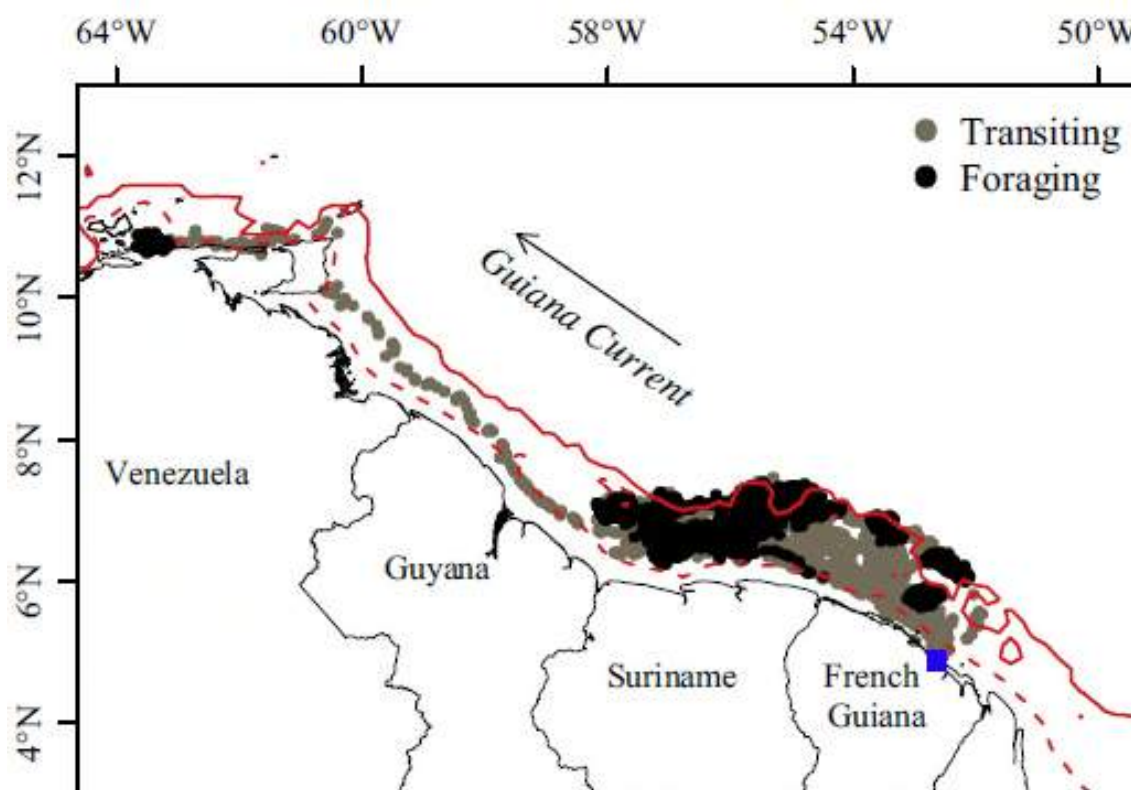 64°W 60°W 58°W 54°W 50°W
Transiting
Foraging
12°N
10°N
8°N
6°N
4°N
Guiana Current
Venezuela
Guyana
Suriname
French
Guiana